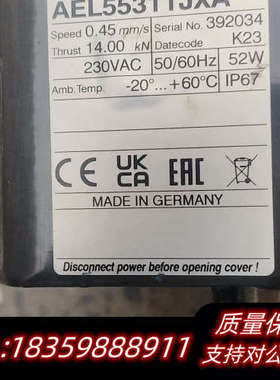 AEL55311JXA
Speed 0.45 mm/s
Serial No. 392034
Thrust 14.00 kN
Datecode K23
230VAC
50/60Hz
52W
Amb.Temp. -20°...+60°C
IP67
CE UK CA EAC
MADE IN GERMANY
Disconnect power before opening cover !
质量保
:18359888911
支持对公